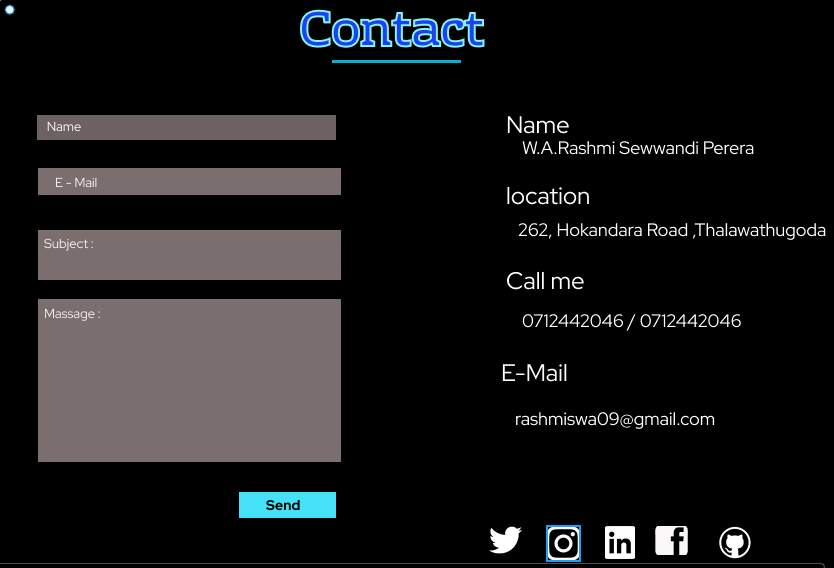 Contact
Name
E - Mail
Subject :
Massage :
Send
Name
W.A.Rashmi Sewwandi Perera
location
262, Hokandara Road ,Thalawathugoda
Call me
0712442046 / 0712442046
E-Mail
rashmiswa09@gmail.com
in
f